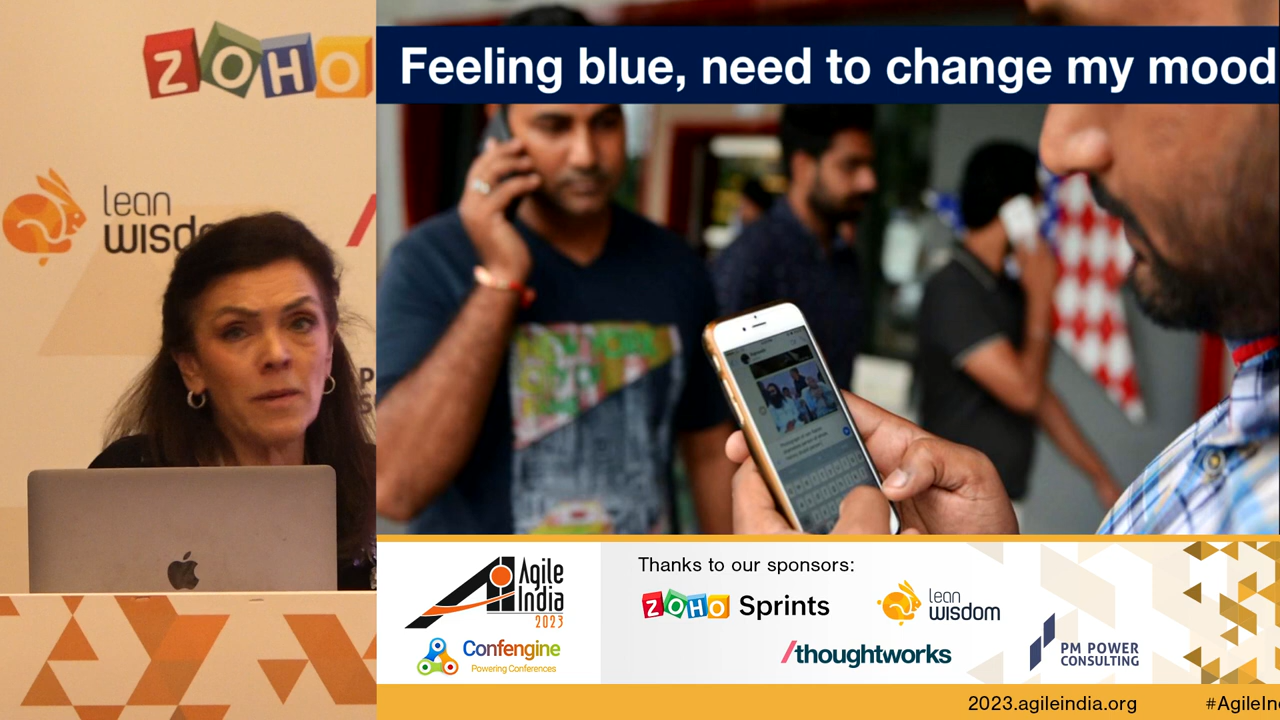 ZOHO
lean
wisdo
P
Feeling blue, need to change my mood
Agile
India
2023
Confengine
Powering Conferences
Thanks to our sponsors:
ZOHO Sprints
lean
wisdom
/thoughtworks
PM POWER
CONSULTING
2023.agileindia.org
#AgileIn